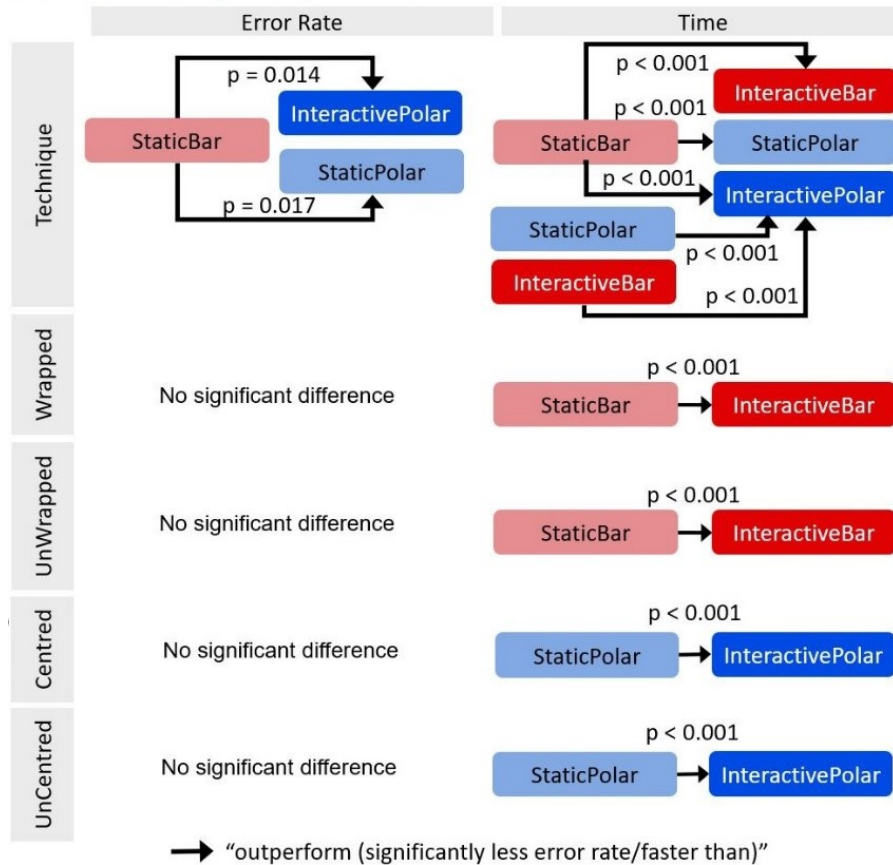 Error Rate
Time
Technique
p = 0.014
InteractivePolar
StaticBar
StaticPolar
p = 0.017
p < 0.001
InteractiveBar
p < 0.001
StaticBar
StaticPolar
p < 0.001
InteractivePolar
StaticPolar
p < 0.001
InteractiveBar
p < 0.001
Wrapped
No significant difference
p < 0.001
StaticBar
InteractiveBar
UnWrapped
No significant difference
p < 0.001
StaticBar
InteractiveBar
Centred
No significant difference
p < 0.001
StaticPolar
InteractivePolar
UnCentred
No significant difference
p < 0.001
StaticPolar
InteractivePolar
“outperform (significantly less error rate/faster than)”